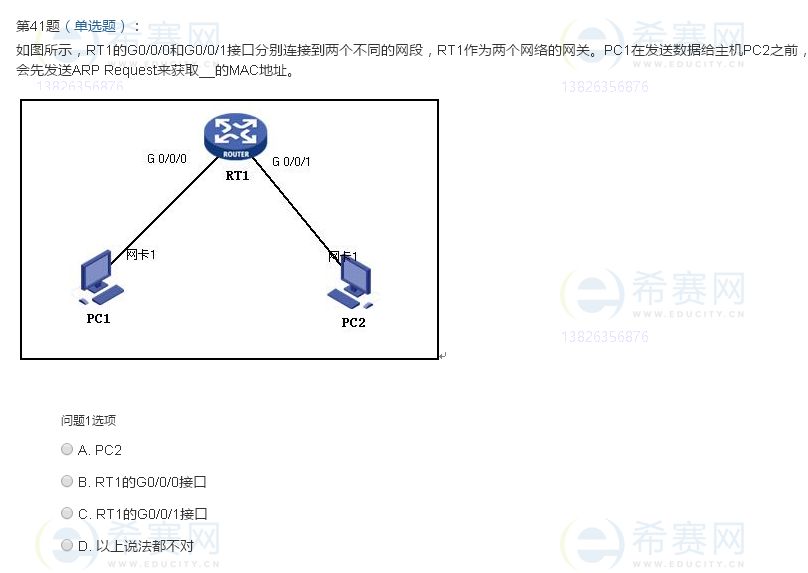 第41题（单选题）：
如图所示，RT1的G0/0/0和G0/0/1接口分别连接到两个不同的网段，RT1作为两个网络的网关。PC1在发送数据给主机PC2之前，
会先发送ARP Request来获取__的MAC地址。
希赛网
WWW.EDUCITY.CN
13826356876
希赛网
WWW.EDUCITY.CN
13826356876
ROUTER
G 0/0/0
G 0/0/1
RT1
网卡1
网卡1
PC1
PC2
希赛网
WWW.EDUCITY.CN
13826356876
问题1选项
A. PC2
B. RT1的G0/0/0接口
C. RT1的G0/0/1接口
D. 以上说法都不对
希赛网
WWW.EDUCITY.CN
希赛网
WWW.EDUCITY.CN